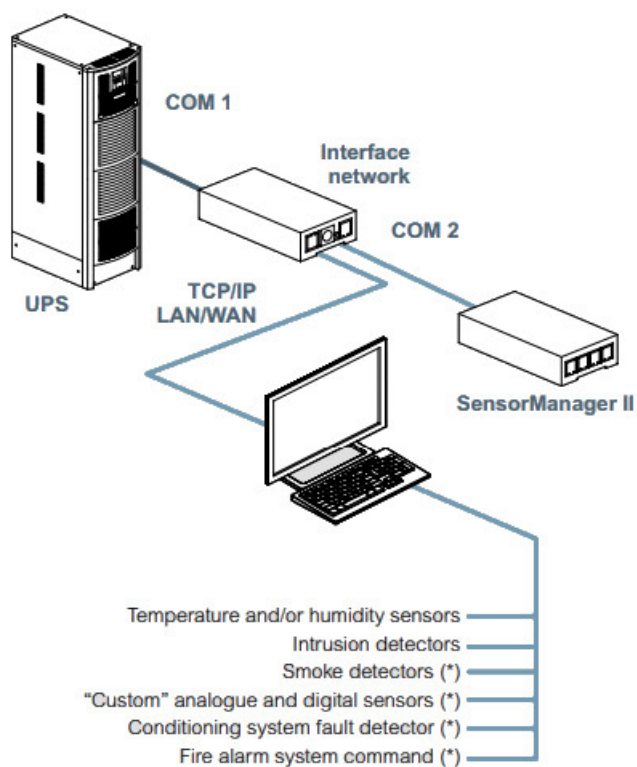 COM 1
Interface
network
COM 2
UPS
TCP/IP
LAN/WAN
SensorManager II
Temperature and/or humidity sensors
Intrusion detectors
Smoke detectors (*)
“Custom” analogue and digital sensors (*)
Conditioning system fault detector (*)
Fire alarm system command (*)